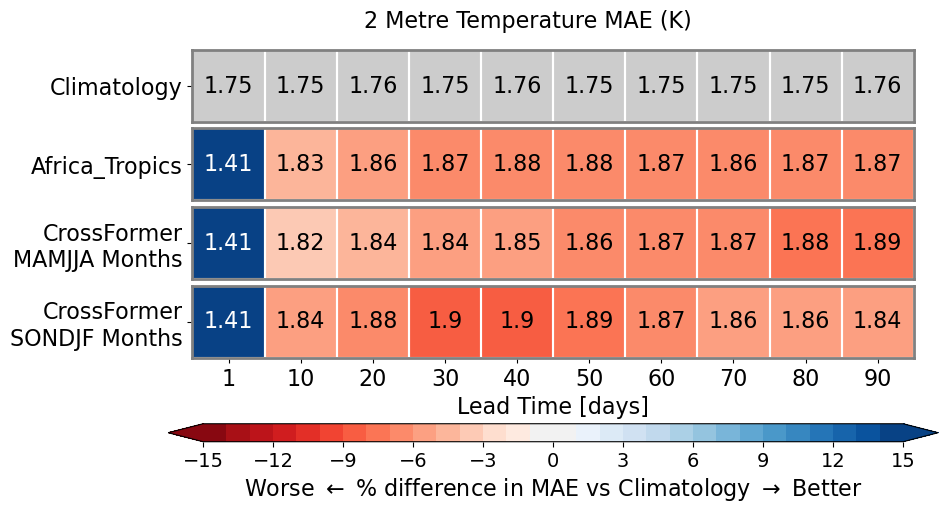 2 Metre Temperature MAE (K)
Climatology 1.75 1.75 1.76 1.75 1.76 1.75 1.75 1.75 1.75 1.76
Africa_Tropics 1.41 1.83 1.86 1.87 1.88 1.88 1.87 1.86 1.87 1.87
CrossFormer
MAMJJA Months 1.41 1.82 1.84 1.84 1.85 1.86 1.87 1.87 1.88 1.89
CrossFormer
SONDJF Months 1.41 1.84 1.88 1.9 1.9 1.89 1.87 1.86 1.86 1.84
1 10 20 30 40 50 60 70 80 90
Lead Time [days]
−15 −12 −9 −6 −3 0 3 6 9 12 15
Worse ← % difference in MAE vs Climatology → Better